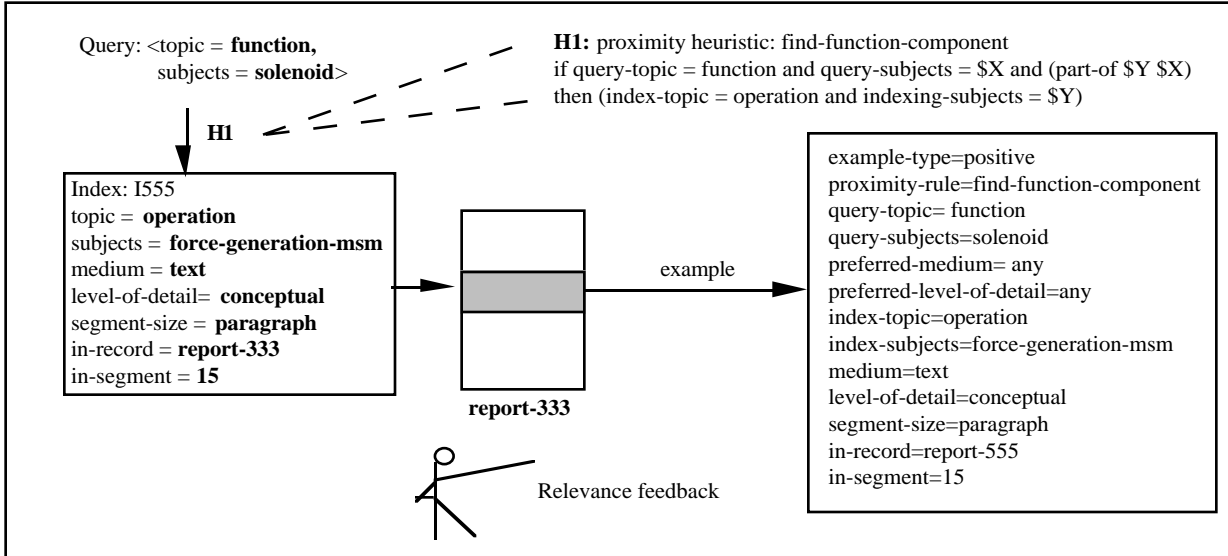 Query: <topic = function,
subjects = solenoid>
H1
H1: proximity heuristic: find-function-component
if query-topic = function and query-subjects = $X and (part-of $Y $X)
then (index-topic = operation and indexing-subjects = $Y)
Index: I555
topic = operation
subjects = force-generation-msm
medium = text
level-of-detail= conceptual
segment-size = paragraph
in-record = report-333
in-segment = 15
report-333
example
example-type=positive
proximity-rule=find-function-component
query-topic= function
query-subjects=solenoid
preferred-medium= any
preferred-level-of-detail=any
index-topic=operation
index-subjects=force-generation-msm
medium=text
level-of-detail=conceptual
segment-size=paragraph
in-record=report-555
in-segment=15
Relevance feedback